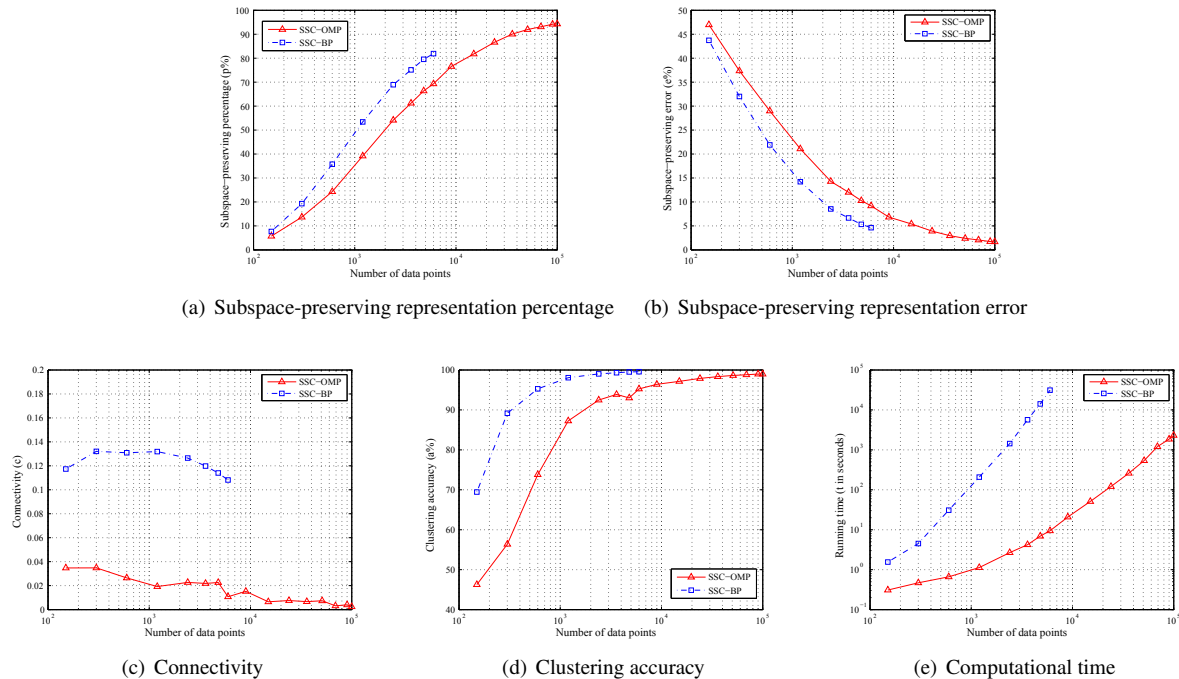 100
90
80
70
60
50
40
30
20
10
0
Subspace−preserving percentage (p%)
SSC−OMP
SSC−BP
10^2
10^3
10^4
10^5
Number of data points
(a) Subspace-preserving representation percentage
50
45
40
35
30
25
20
15
10
5
0
Subspace−preserving error (e%)
SSC−OMP
SSC−BP
10^2
10^3
10^4
10^5
Number of data points
(b) Subspace-preserving representation error
0.2
0.18
0.16
0.14
0.12
0.1
0.08
0.06
0.04
0.02
0
Connectivity (c)
SSC−OMP
SSC−BP
10^2
10^3
10^4
10^5
Number of data points
(c) Connectivity
100
90
80
70
60
50
40
Clustering accuracy (a%)
SSC−OMP
SSC−BP
10^2
10^3
10^4
10^5
Number of data points
(d) Clustering accuracy
10^5
10^4
10^3
10^2
10^1
10^0
10^−1
Running time (t in seconds)
SSC−OMP
SSC−BP
10^2
10^3
10^4
10^5
Number of data points
(e) Computational time